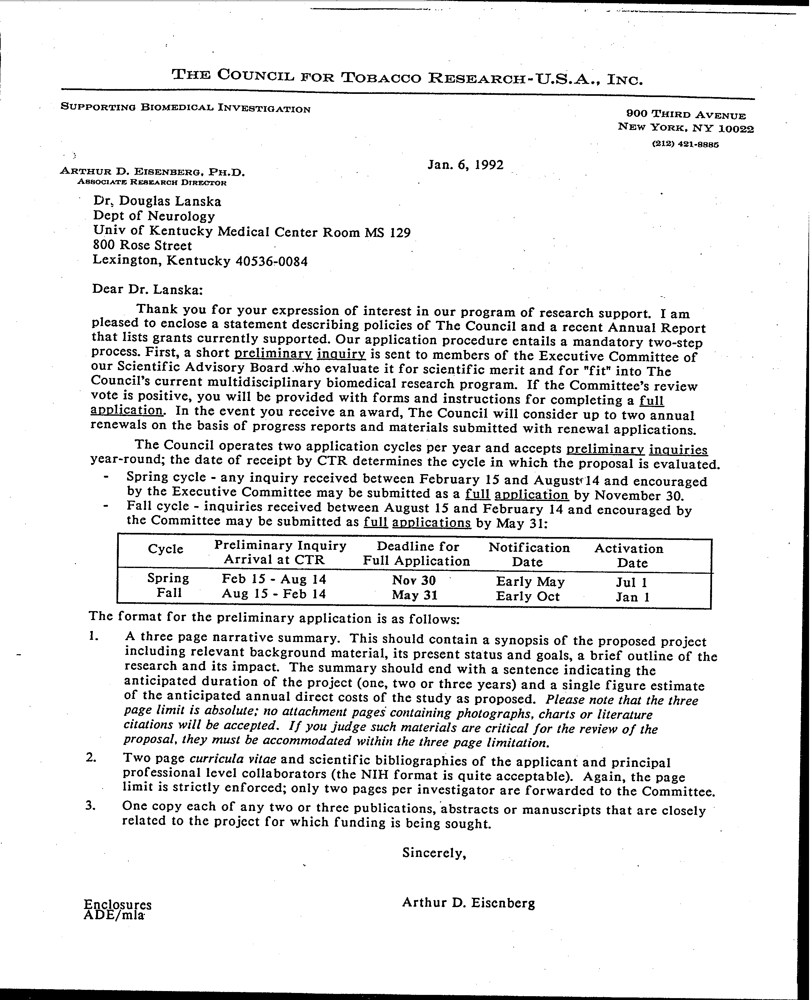 THE COUNCIL FOR TOBACCO RESEARCH-U.S.A., INC.
SUPPORTING BIOMEDICAL INVESTIGATION
900 THIRD AVENUE
NEW YORK, NY 10022
(212) 421-8885
ARTHUR D. EISENBERG, PH.D.
ASSOCIATE RESEARCH DIRECTOR
Jan. 6, 1992
Dr, Douglas Lanska
Dept of Neurology
Univ of Kentucky Medical Center Room MS 129
800 Rose Street
Lexington, Kentucky 40536-0084
Dear Dr. Lanska:
Thank you for your expression of interest in our program of research support. I am
pleased to enclose a statement describing policies of The Council and a recent Annual Report
that lists grants currently supported. Our application procedure entails a mandatory two-step
process. First, a short preliminary inquiry is sent to members of the Executive Committee of
our Scientific Advisory Board who evaluate it for scientific merit and for "fit" into The
Council's current multidisciplinary biomedical research program. If the Committee's review
vote is positive, you will be provided with forms and instructions for completing a full
application. In the event you receive an award, The Council will consider up to two annual
renewals on the basis of progress reports and materials submitted with renewal applications.
The Council operates two application cycles per year and accepts preliminary inquiries
year-round; the date of receipt by CTR determines the cycle in which the proposal is evaluated.
- Spring cycle - any inquiry received between February 15 and August 14 and encouraged
by the Executive Committee may be submitted as a full application by November 30.
- Fall cycle - inquiries received between August 15 and February 14 and encouraged by
the Committee may be submitted as full applications by May 31:
Cycle Preliminary Inquiry Deadline for Notification Activation
Arrival at CTR Full Application Date Date
Spring Feb 15 - Aug 14 Nov 30 Early May Jul 1
Fall Aug 15 - Feb 14 May 31 Early Oct Jan 1
The format for the preliminary application is as follows:
1. A three page narrative summary. This should contain a synopsis of the proposed project
including relevant background material, its present status and goals, a brief outline of the
research and its impact. The summary should end with a sentence indicating the
anticipated duration of the project (one, two or three years) and a single figure estimate
of the anticipated annual direct costs of the study as proposed. Please note that the three
page limit is absolute; no attachment pages containing photographs, charts or literature
citations will be accepted. If you judge such materials are critical for the review of the
proposal, they must be accommodated within the three page limitation.
2. Two page curricula vitae and scientific bibliographies of the applicant and principal
professional level collaborators (the NIH format is quite acceptable). Again, the page
limit is strictly enforced; only two pages per investigator are forwarded to the Committee.
3. One copy each of any two or three publications, abstracts or manuscripts that are closely
related to the project for which funding is being sought.
Sincerely,
Arthur D. Eisenberg
Enclosures
ADE/mla